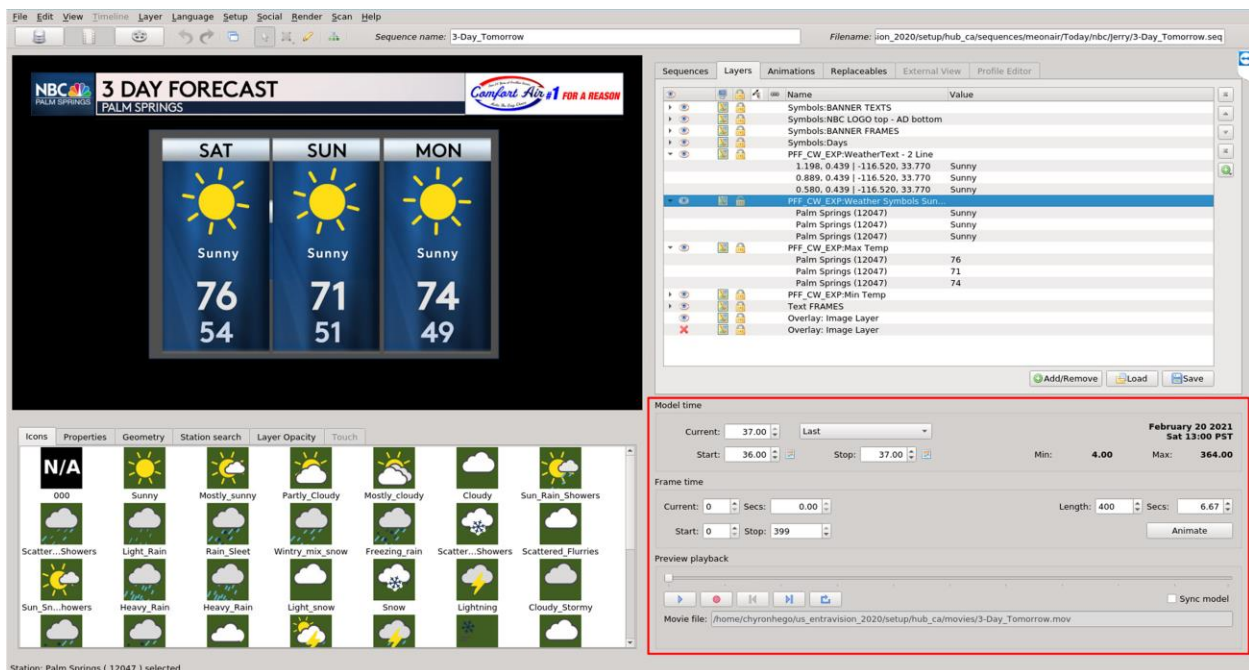 File Edit View Timeline Layer Language Setup Social Render Scan Help
Sequence name: 3-Day_Tomorrow
Filename: ion_2020/setup/hub_ca/sequences/meonair/Today/nbc/Jerry/3-Day_Tomorrow.seq
NBC
PALM SPRINGS
3 DAY FORECAST
PALM SPRINGS
Comfort Air #1 FOR A REASON
SAT SUN MON
Sunny Sunny Sunny
76 71 74
54 51 49
Sequences Layers Animations Replaceables External View Profile Editor
Name Value
Symbols:BANNER TEXTS
Symbols:NBC LOGO top - AD bottom
Symbols:BANNER FRAMES
Symbols:Days
PFF_CW_EXP:WeatherText - 2 Line
1.198, 0.439 | -116.520, 33.770 Sunny
0.889, 0.439 | -116.520, 33.770 Sunny
0.580, 0.439 | -116.520, 33.770 Sunny
PFF_CW_EXP:Weather Symbols Sun...
Palm Springs (12047) Sunny
Palm Springs (12047) Sunny
Palm Springs (12047) Sunny
PFF_CW_EXP:Max Temp
Palm Springs (12047) 76
Palm Springs (12047) 71
Palm Springs (12047) 74
PFF_CW_EXP:Min Temp
Text FRAMES
Overlay: Image Layer
Overlay: Image Layer
Add/Remove Load Save
Icons Properties Geometry Station search Layer Opacity Touch
N/A
000 Sunny Mostly_sunny Partly_Cloudy Mostly_cloudy Cloudy Sun_Rain_Showers
Scatter...Showers Light_Rain Rain_Sleet Wintry_mix_snow Freezing_rain Scatter...Showers Scattered_Flurries
Sun_Sn...howers Heavy_Rain Heavy_Rain Light_snow Snow Lightning Cloudy_Stormy
Model time
Current: 37.00 Last
February 20 2021
Sat 13:00 PST
Start: 36.00 Stop: 37.00 Min: 4.00 Max: 364.00
Frame time
Current: 0 Secs: 0.00 Length: 400 Secs: 6.67
Start: 0 Stop: 399 Animate
Preview playback
Sync model
Movie file: /home/chyronhego/us_entravision_2020/setup/hub_ca/movies/3-Day_Tomorrow.mov
Station: Palm Springs ( 12047 ) selected